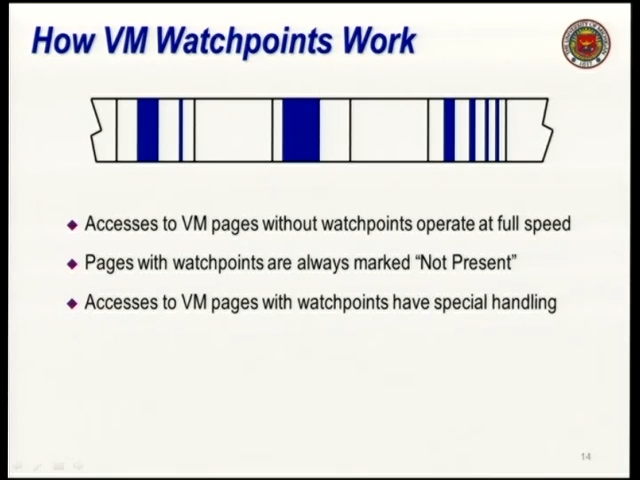 How VM Watchpoints Work
Accesses to VM pages without watchpoints operate at full speed
Pages with watchpoints are always marked “Not Present”
Accesses to VM pages with watchpoints have special handling
14